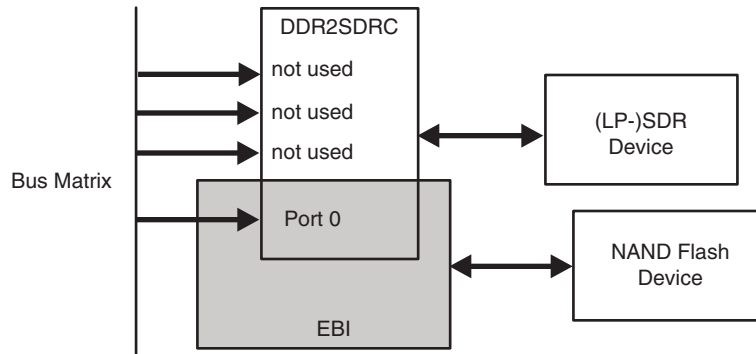 DDR2SDRC
not used
not used
not used
(LP-)SDR
Device
Bus Matrix
Port 0
NAND Flash
Device
EBI